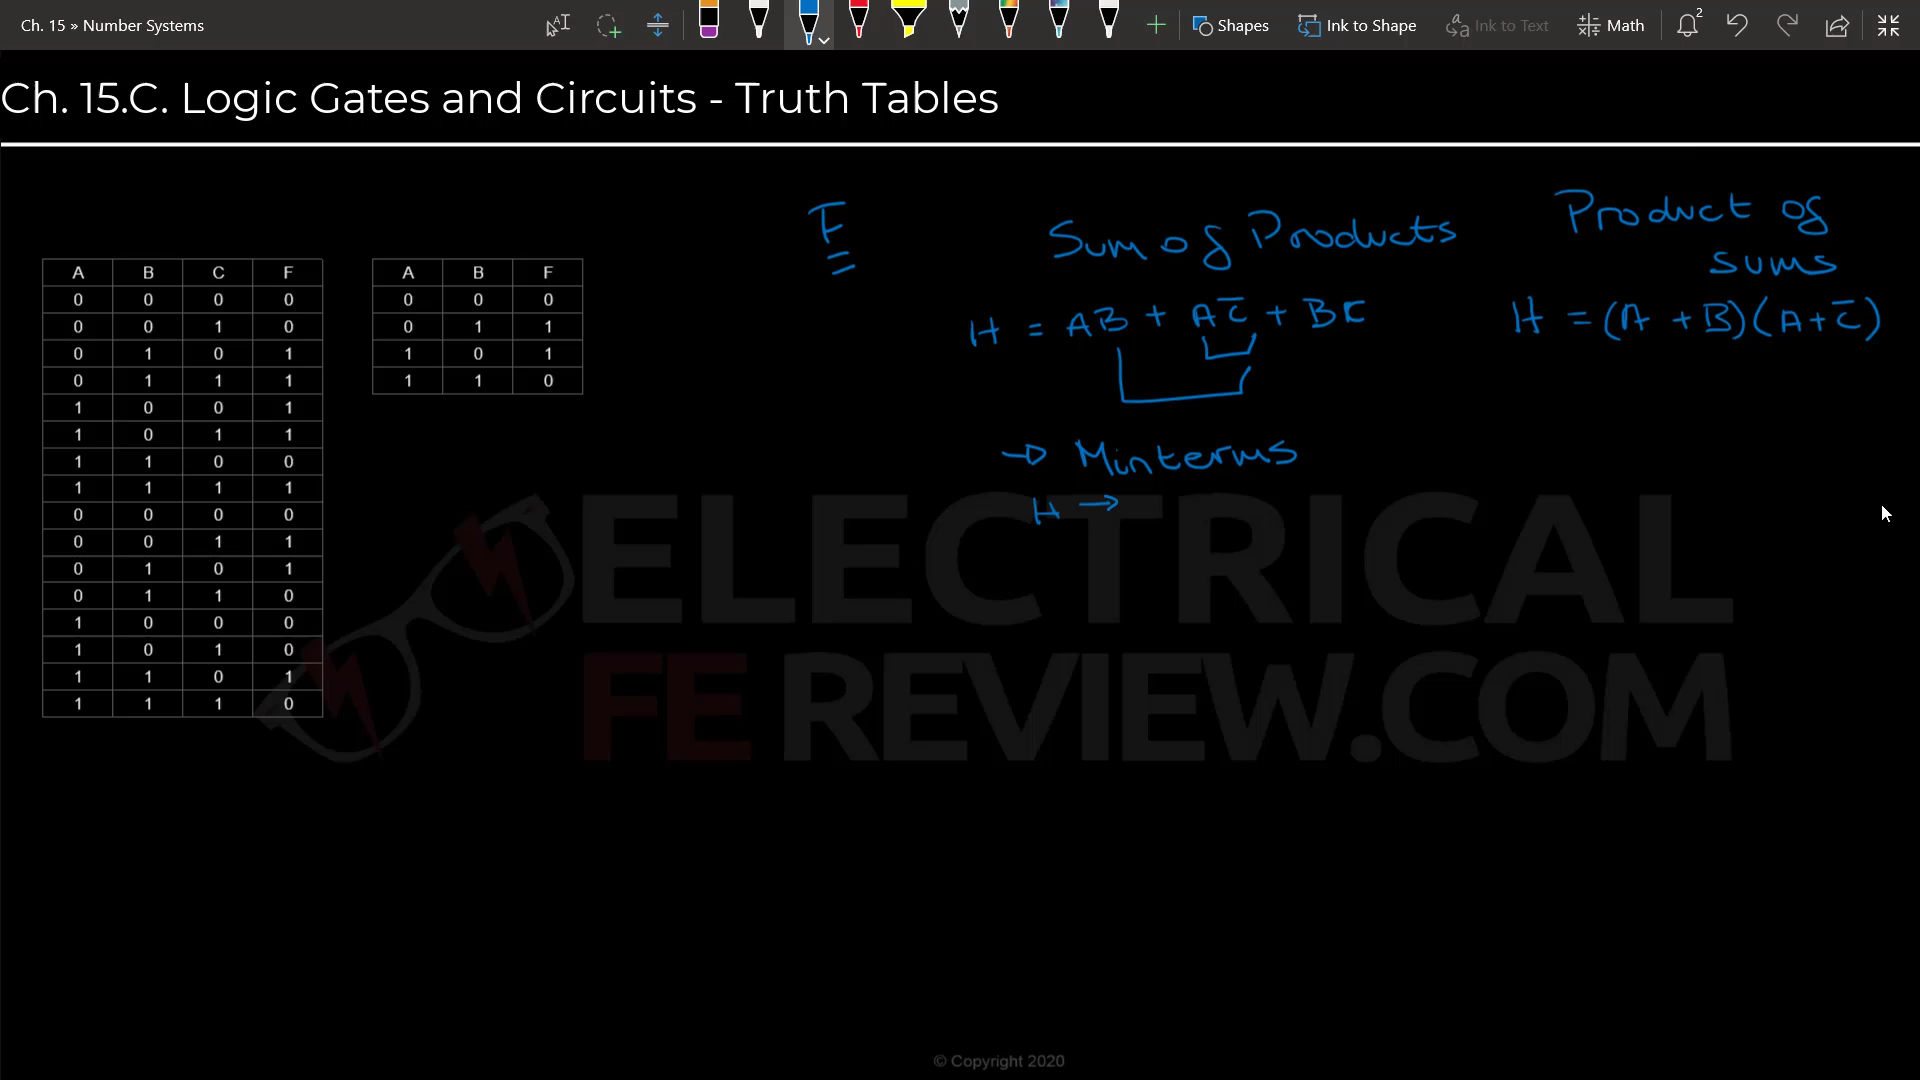 Ch. 15 » Number Systems
Shapes
Ink to Shape
Ink to Text
Math
2
Ch. 15.C. Logic Gates and Circuits - Truth Tables
A B C F
0 0 0 0
0 0 1 0
0 1 0 1
0 1 1 1
1 0 0 1
1 0 1 1
1 1 0 0
1 1 1 1
0 0 0 0
0 0 1 1
0 1 0 1
0 1 1 0
1 0 0 0
1 0 1 0
1 1 0 1
1 1 1 0
A B F
0 0 0
0 1 1
1 0 1
1 1 0
F
Sum of Products
H = AB + AC̅ + BC
→ Minterms
H →
Product of
sums
H = (A + B)(A + C̅)
ELECTRICAL
FE REVIEW.COM
© Copyright 2020